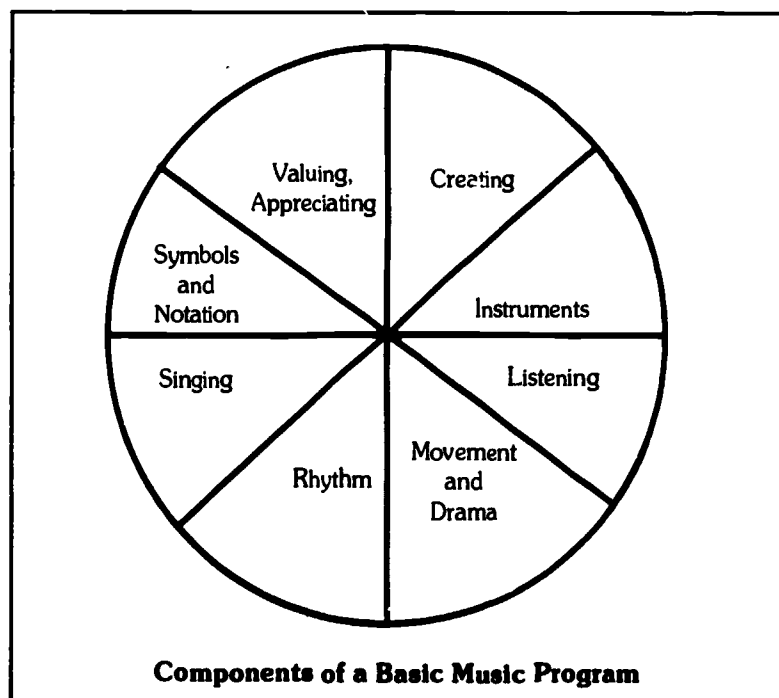 Valuing,
Appreciating
Creating
Symbols
and
Notation
Instruments
Singing
Listening
Rhythm
Movement
and
Drama
Components of a Basic Music Program